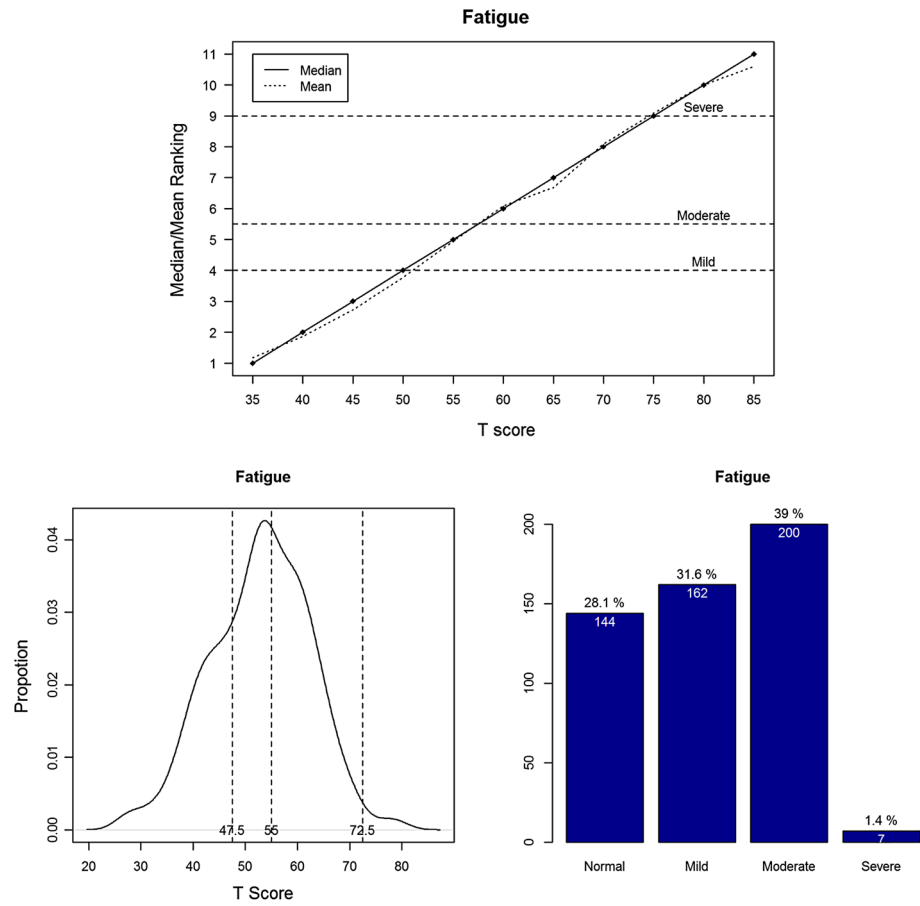 Fatigue
Median
Mean
Median/Mean Ranking
11
10
9
8
7
6
5
4
3
2
1
Severe
Moderate
Mild
35 40 45 50 55 60 65 70 75 80 85
T score
Fatigue
Propotion
0.04
0.03
0.02
0.01
0.00
47.5 55 72.5
20 30 40 50 60 70 80
T Score
Fatigue
200
150
100
50
0
39 %
200
31.6 %
162
28.1 %
144
1.4 %
7
Normal Mild Moderate Severe